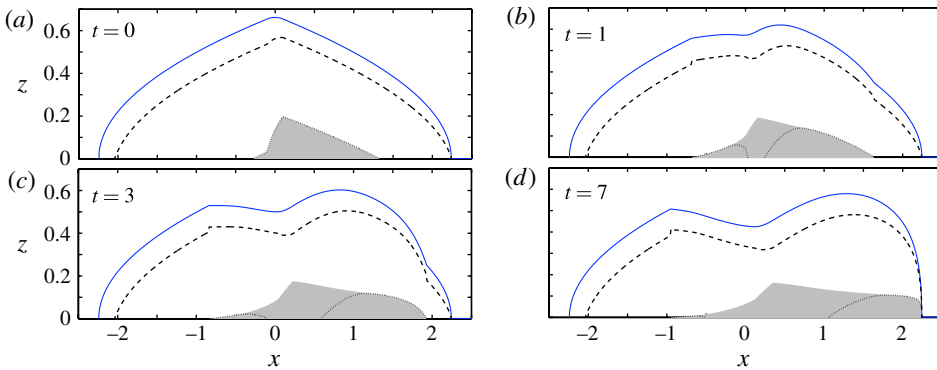 (a) t = 0
(b) t = 1
z 0.6 0.4 0.2 0
(c) t = 3
(d) t = 7
z 0.6 0.4 0.2 0
−2 −1 0 1 2
−2 −1 0 1 2
x
x